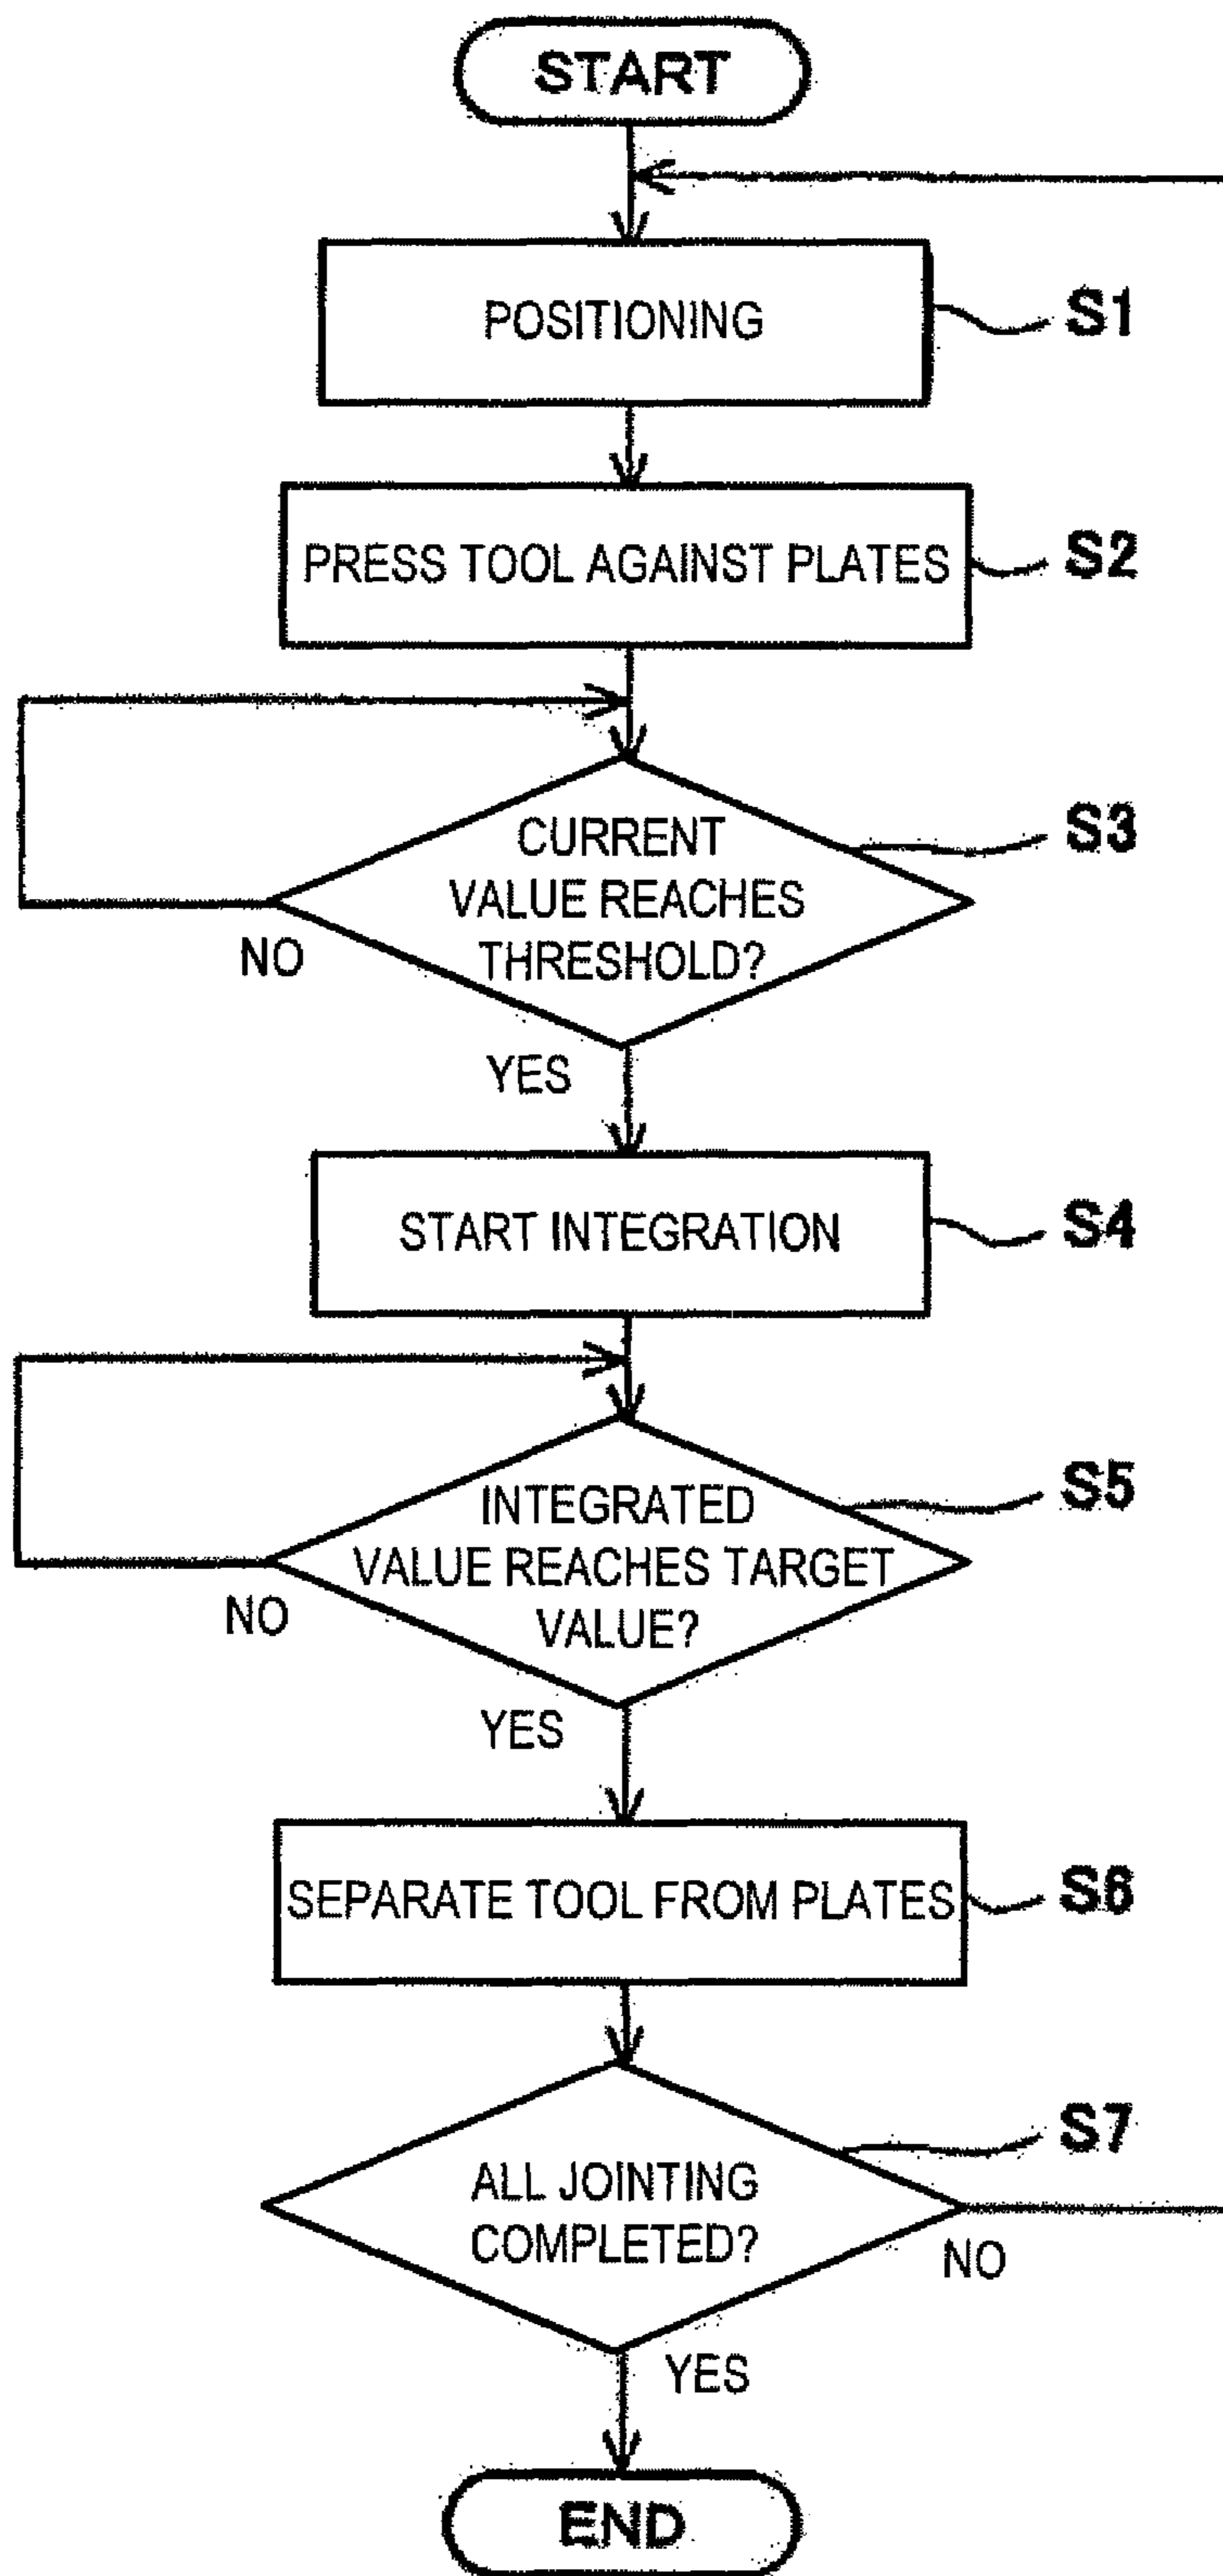 START
POSITIONING
S1
PRESS TOOL AGAINST PLATES
S2
CURRENT
VALUE REACHES
THRESHOLD?
S3
NO
YES
START INTEGRATION
S4
INTEGRATED
VALUE REACHES TARGET
VALUE?
S5
NO
YES
SEPARATE TOOL FROM PLATES
S6
ALL JOINTING
COMPLETED?
S7
NO
YES
END